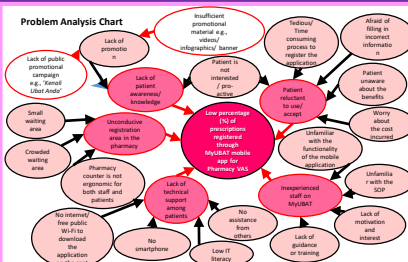 Problem Analysis Chart
Insufficient
promotional
material e.g.,
videos/
infographics/ banner
Lack of
promotio
n
Lack of public
promotional
campaign
e.g., 'Kenali
Ubat Anda'
Lack of
patient
awareness/
knowledge
Patient is
not
interested
/ pro-
active
Tedious/
Time
consuming
process to
register the
application
Afraid of
filling in
incorrect
informatio
n
Patient
reluctant
to use/
accept
Patient
unaware
about the
benefits
Worry
about the
cost incurred
Small
waiting
area
Unconducive
registration
area in the
pharmacy
Crowded
waiting
area
Pharmacy
counter is not
ergonomic for
both staff and
patients
Low percentage
(%) of
prescriptions
registered
through
MyUBAT mobile
app for
Pharmacy VAS
Unfamiliar
with the
functionality of
the mobile
application
Inexperienced
staff on
MyUBAT
Unfamilia
r with the
SOP
Lack of
motivation
and
interest
Lack of
guidance
or training
Lack of
technical
support
among
patients
No internet/
free public
Wi-Fi to
download
the
application
No
smartphone
Low IT
literacy
No
assistance
from
others